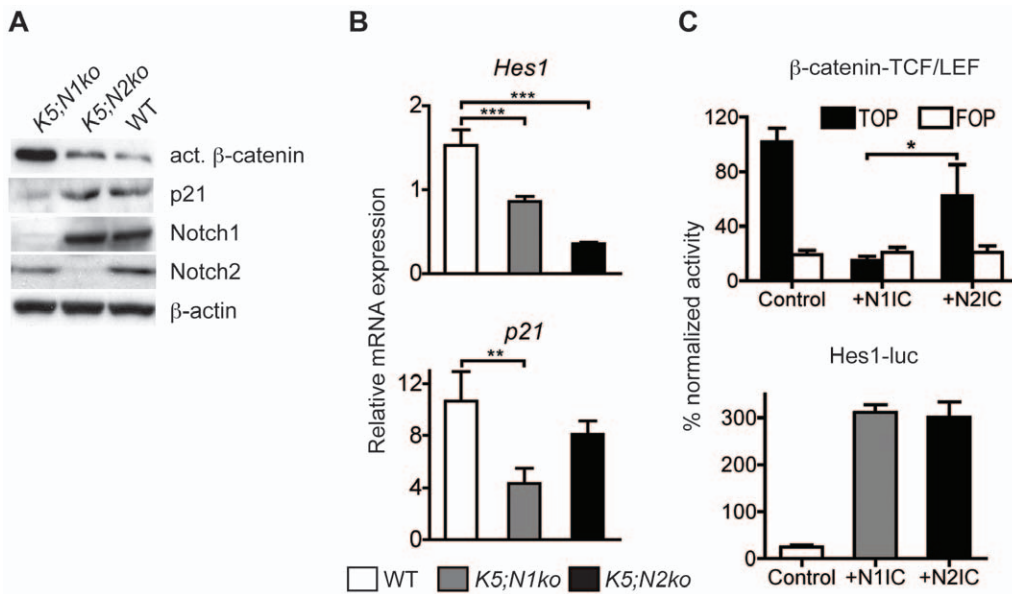 A
K5;N1ko
K5;N2ko
WT
act. β-catenin
p21
Notch1
Notch2
β-actin
B
Relative mRNA expression
Hes1
***
***
2
1
0
p21
**
12
8
4
0
WT K5;N1ko K5;N2ko
C
% normalized activity
β-catenin-TCF/LEF
TOP FOP
*
120
80
40
0
Control +N1IC +N2IC
Hes1-luc
300
200
100
0
Control +N1IC +N2IC